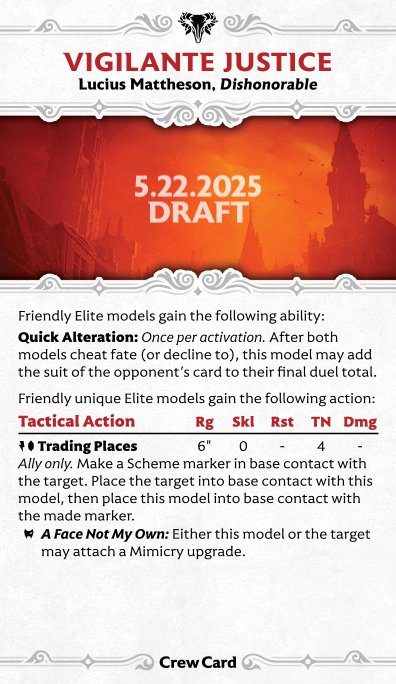 VIGILANTE JUSTICE
Lucius Mattheson, Dishonorable
5.22.2025
DRAFT
Friendly Elite models gain the following ability:
Quick Alteration: Once per activation. After both
models cheat fate (or decline to), this model may add
the suit of the opponent's card to their final duel total.
Friendly unique Elite models gain the following action:
Tactical Action Rg Skl Rst TN Dmg
Trading Places 6" 0 - 4 -
Ally only. Make a Scheme marker in base contact with
the target. Place the target into base contact with this
model, then place this model into base contact with
the made marker.
A Face Not My Own: Either this model or the target
may attach a Mimicry upgrade.
Crew Card